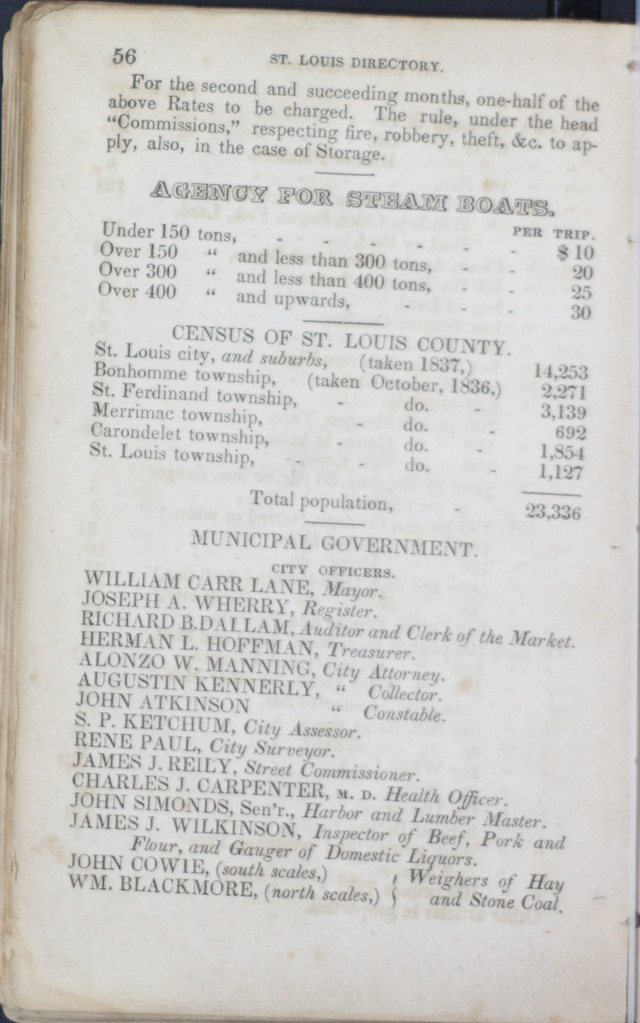 56 ST. LOUIS DIRECTORY.
For the second and succeeding months, one-half of the
above Rates to be charged. The rule, under the head
"Commissions," respecting fire, robbery, theft, &c. to ap-
ply, also, in the case of Storage.
AGENCY FOR STEAM BOATS.
PER TRIP.
Under 150 tons, - - - - - - $10
Over 150 " and less than 300 tons, - - 20
Over 300 " and less than 400 tons, - - 25
Over 400 " and upwards, - - - 30
CENSUS OF ST. LOUIS COUNTY.
St. Louis city, and suburbs, (taken 1837,) 14,253
Bonhomme township, (taken October, 1836,) 2,271
St. Ferdinand township, - do. - 3,139
Merrimac township, - do. - 692
Carondelet township, - do. - 1,854
St. Louis township, - - do. - 1,127
Total population, - 23,336
MUNICIPAL GOVERNMENT.
CITY OFFICERS.
WILLIAM CARR LANE, Mayor.
JOSEPH A. WHERRY, Register.
RICHARD B. DALLAM, Auditor and Clerk of the Market.
HERMAN L. HOFFMAN, Treasurer.
ALONZO W. MANNING, City Attorney.
AUGUSTIN KENNERLY, " Collector.
JOHN ATKINSON " Constable.
S. P. KETCHUM, City Assessor.
RENE PAUL, City Surveyor.
JAMES J. REILY, Street Commissioner.
CHARLES J. CARPENTER, M. D. Health Officer.
JOHN SIMONDS, Sen'r., Harbor and Lumber Master.
JAMES J. WILKINSON, Inspector of Beef, Pork and
Flour, and Gauger of Domestic Liquors.
JOHN COWIE, (south scales,) } Weighers of Hay
WM. BLACKMORE, (north scales,) } and Stone Coal.